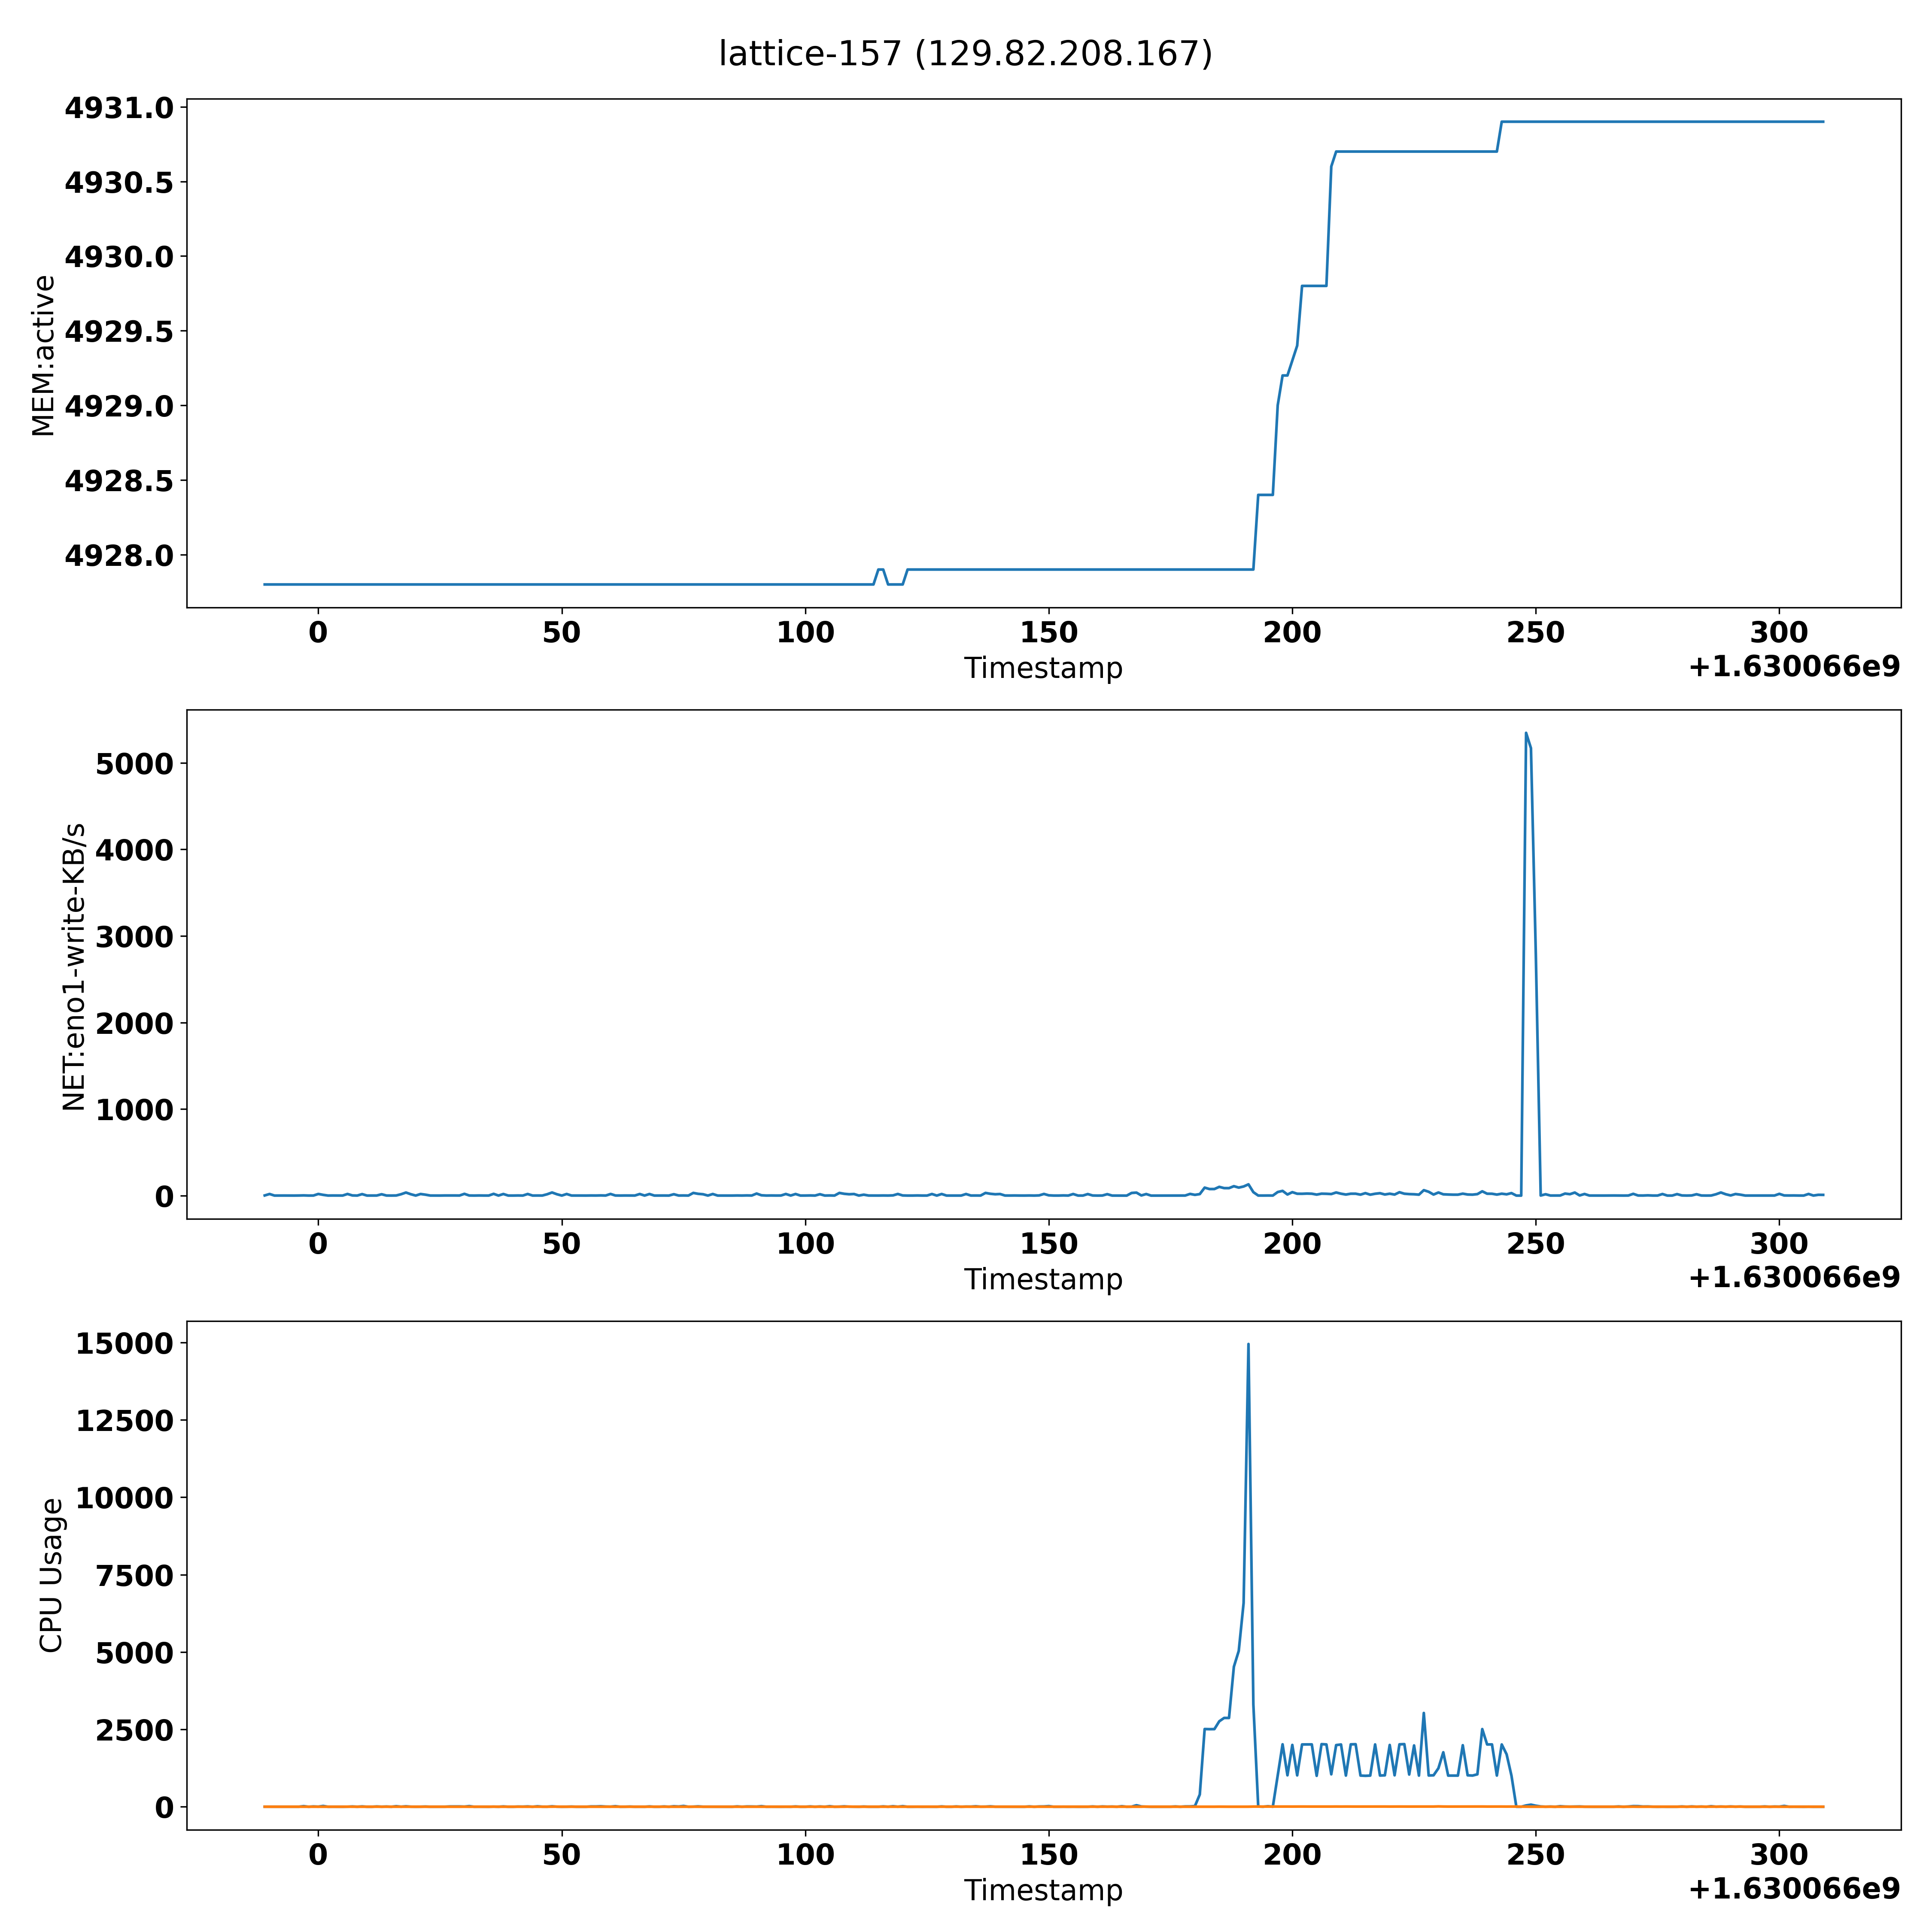 lattice-157 (129.82.208.167)
4931.0
4930.5
4930.0
4929.5
4929.0
4928.5
4928.0
MEM:active
0 50 100 150 200 250 300
Timestamp
+1.630066e9
5000
4000
3000
2000
1000
0
NET:eno1-write-KB/s
0 50 100 150 200 250 300
Timestamp
+1.630066e9
15000
12500
10000
7500
5000
2500
0
CPU Usage
0 50 100 150 200 250 300
Timestamp
+1.630066e9